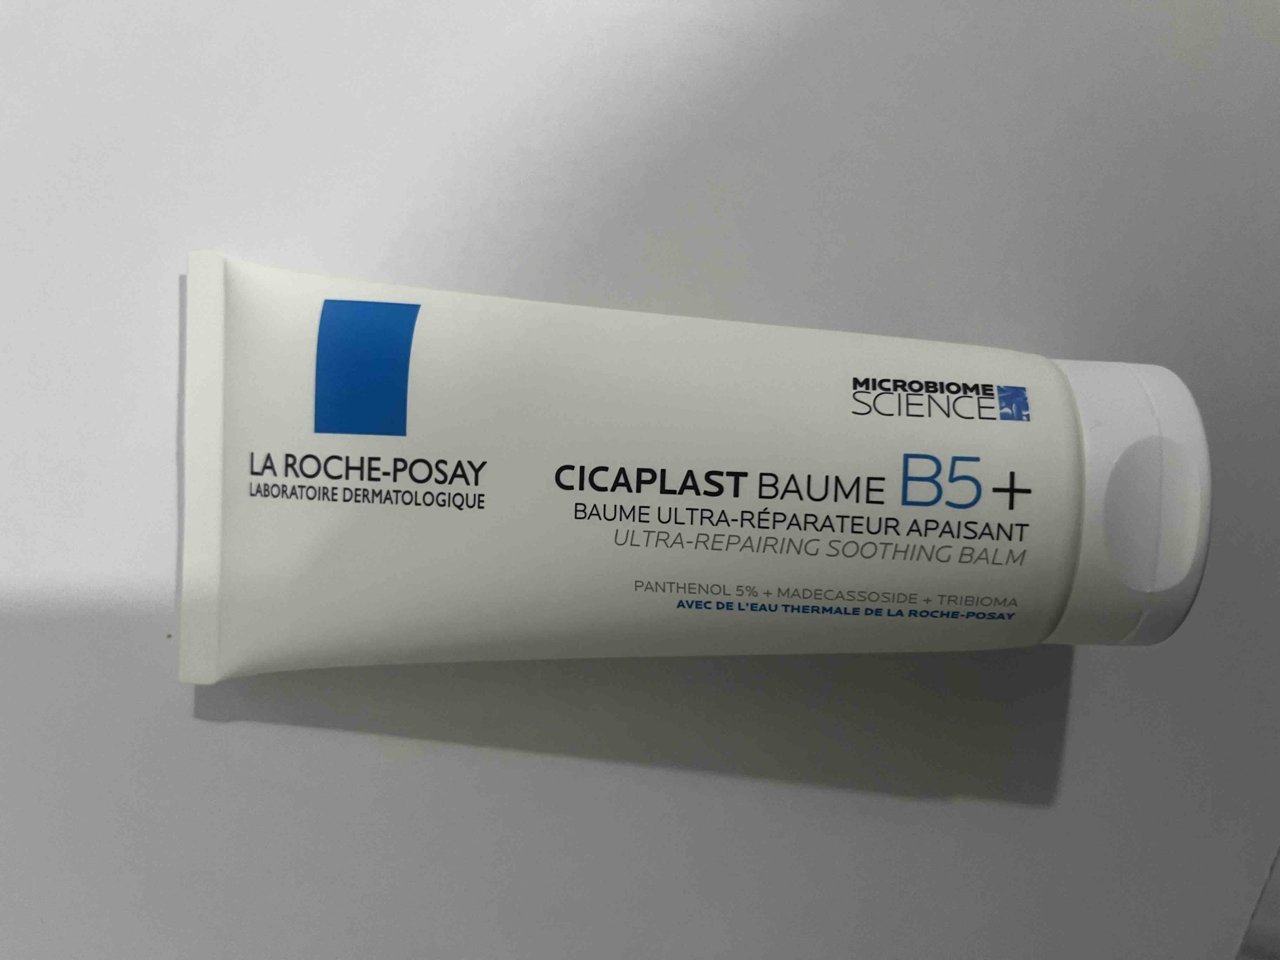 LA ROCHE-POSAY
LABORATOIRE DERMATOLOGIQUE
MICROBIOME
SCIENCE
CICAPLAST BAUME B5+
BAUME ULTRA-RÉPARATEUR APAISANT
ULTRA-REPAIRING SOOTHING BALM
PANTHENOL 5% + MADECASSOSIDE + TRIBIOMA
AVEC DE L'EAU THERMALE DE LA ROCHE-POSAY